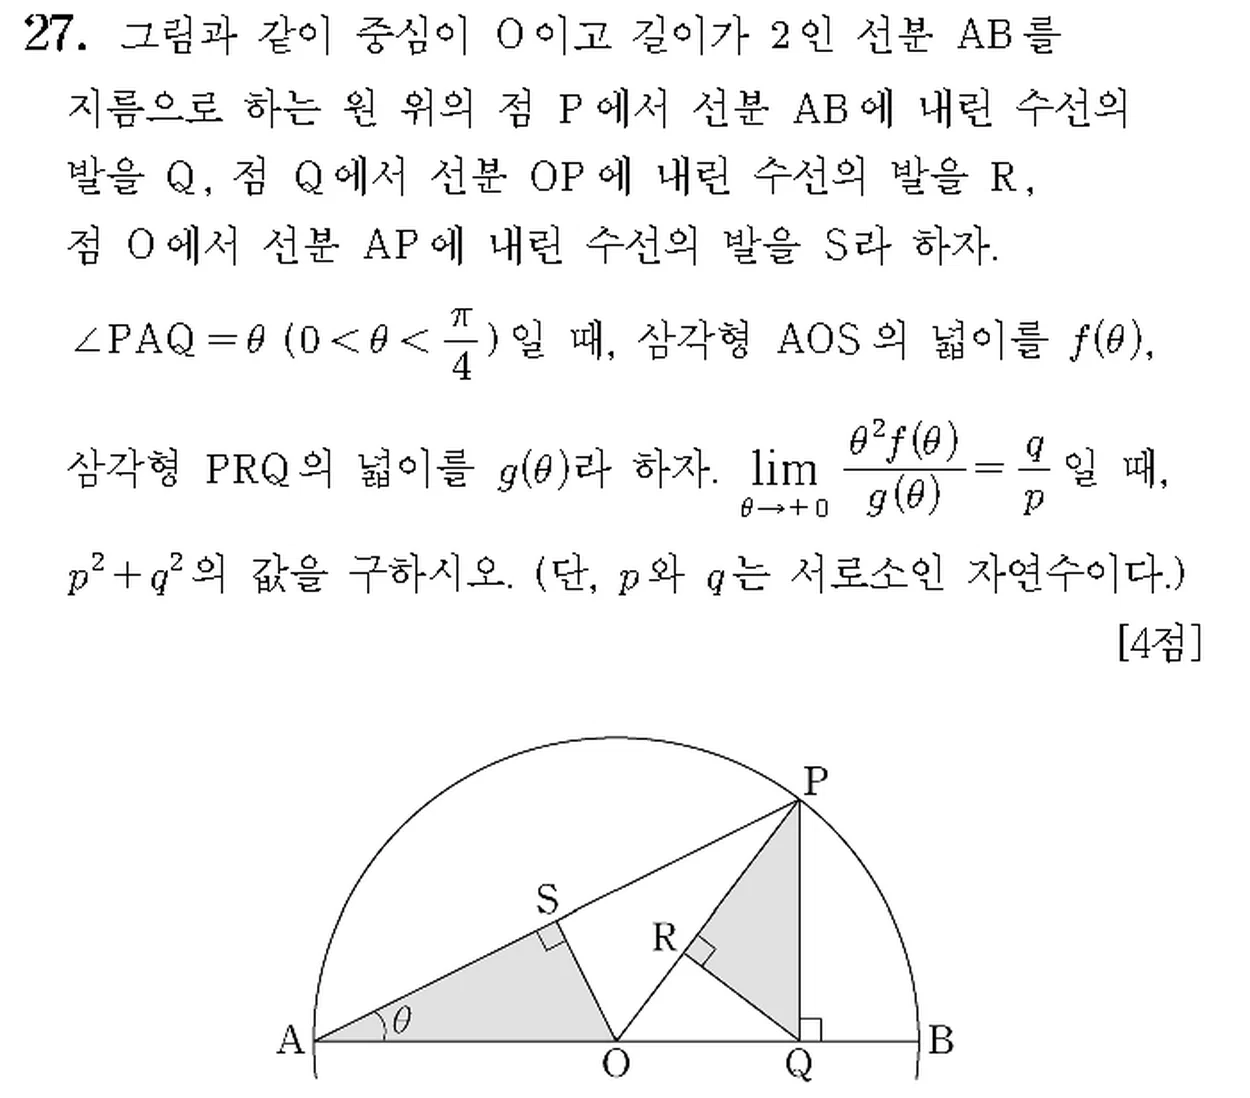 27. 그림과 같이 중심이 O이고 길이가 2인 선분 AB를
지름으로 하는 원 위의 점 P에서 선분 AB에 내린 수선의
발을 Q, 점 Q에서 선분 OP에 내린 수선의 발을 R,
점 O에서 선분 AP에 내린 수선의 발을 S라 하자.
∠PAQ=θ (0<θ<π/4)일 때, 삼각형 AOS의 넓이를 f(θ),
삼각형 PRQ의 넓이를 g(θ)라 하자. lim θ→+0 θ²f(θ)/g(θ) = q/p 일 때,
p²+q²의 값을 구하시오. (단, p와 q는 서로소인 자연수이다.)
[4점]
P
S
R
A θ
O
Q
B